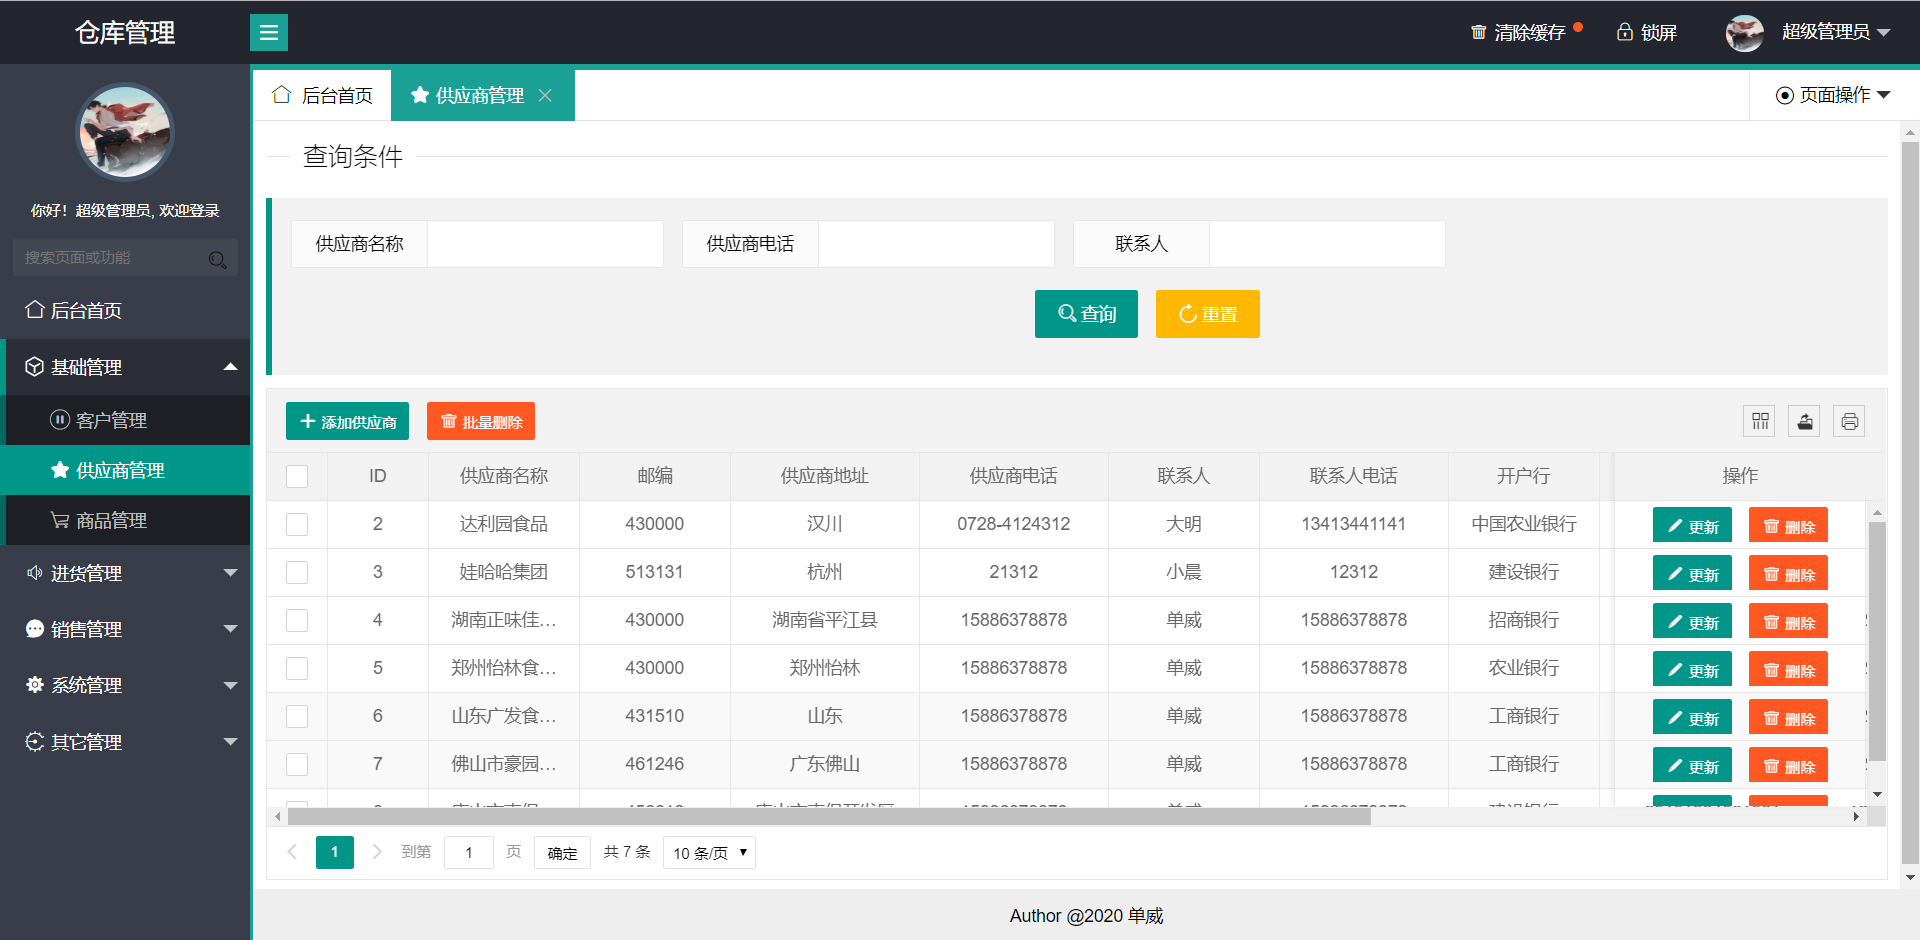 仓库管理
清除缓存
锁屏
超级管理员
你好！超级管理员, 欢迎登录
搜索页面或功能
后台首页
基础管理
客户管理
供应商管理
商品管理
进货管理
销售管理
系统管理
其它管理
后台首页 供应商管理
页面操作
查询条件
供应商名称 供应商电话 联系人
查询 重置
添加供应商 批量删除
ID 供应商名称 邮编 供应商地址 供应商电话 联系人 联系人电话 开户行 操作
2 达利园食品 430000 汉川 0728-4124312 大明 13413441141 中国农业银行 更新 删除
3 娃哈哈集团 513131 杭州 21312 小晨 12312 建设银行 更新 删除
4 湖南正味佳... 430000 湖南省平江县 15886378878 单威 15886378878 招商银行 更新 删除
5 郑州怡林食... 430000 郑州怡林 15886378878 单威 15886378878 农业银行 更新 删除
6 山东广发食... 431510 山东 15886378878 单威 15886378878 工商银行 更新 删除
7 佛山市豪园... 461246 广东佛山 15886378878 单威 15886378878 工商银行 更新 删除
1 到第 1 页 确定 共 7 条 10 条/页
Author @2020 单威